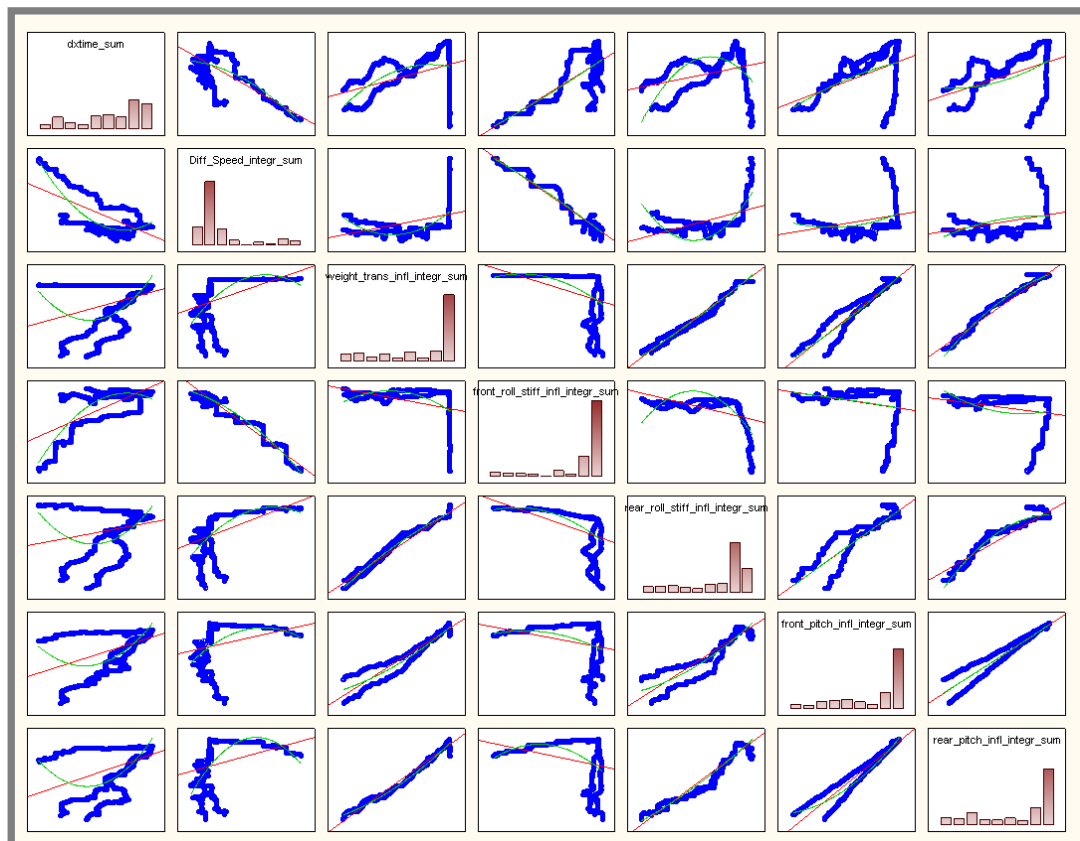 dxtime_sum
Diff_Speed_integr_sum
weight_trans_infl_integr_sum
front_roll_stiff_infl_integr_sum
rear_roll_stiff_infl_integr_sum
front_pitch_infl_integr_sum
rear_pitch_infl_integr_sum